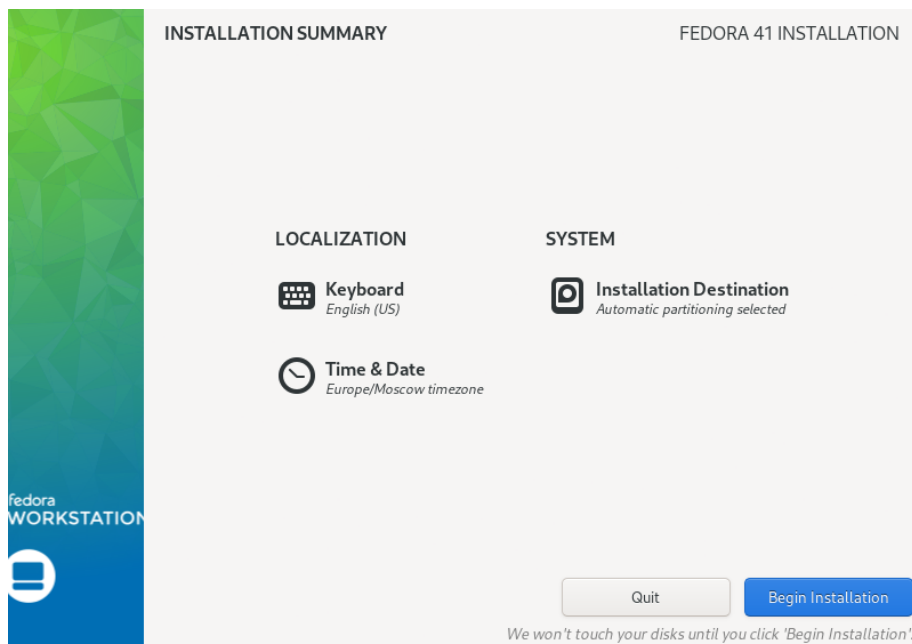 INSTALLATION SUMMARY
FEDORA 41 INSTALLATION
LOCALIZATION
Keyboard
English (US)
Time & Date
Europe/Moscow timezone
SYSTEM
Installation Destination
Automatic partitioning selected
fedora
WORKSTATION
Quit
Begin Installation
We won't touch your disks until you click 'Begin Installation'.